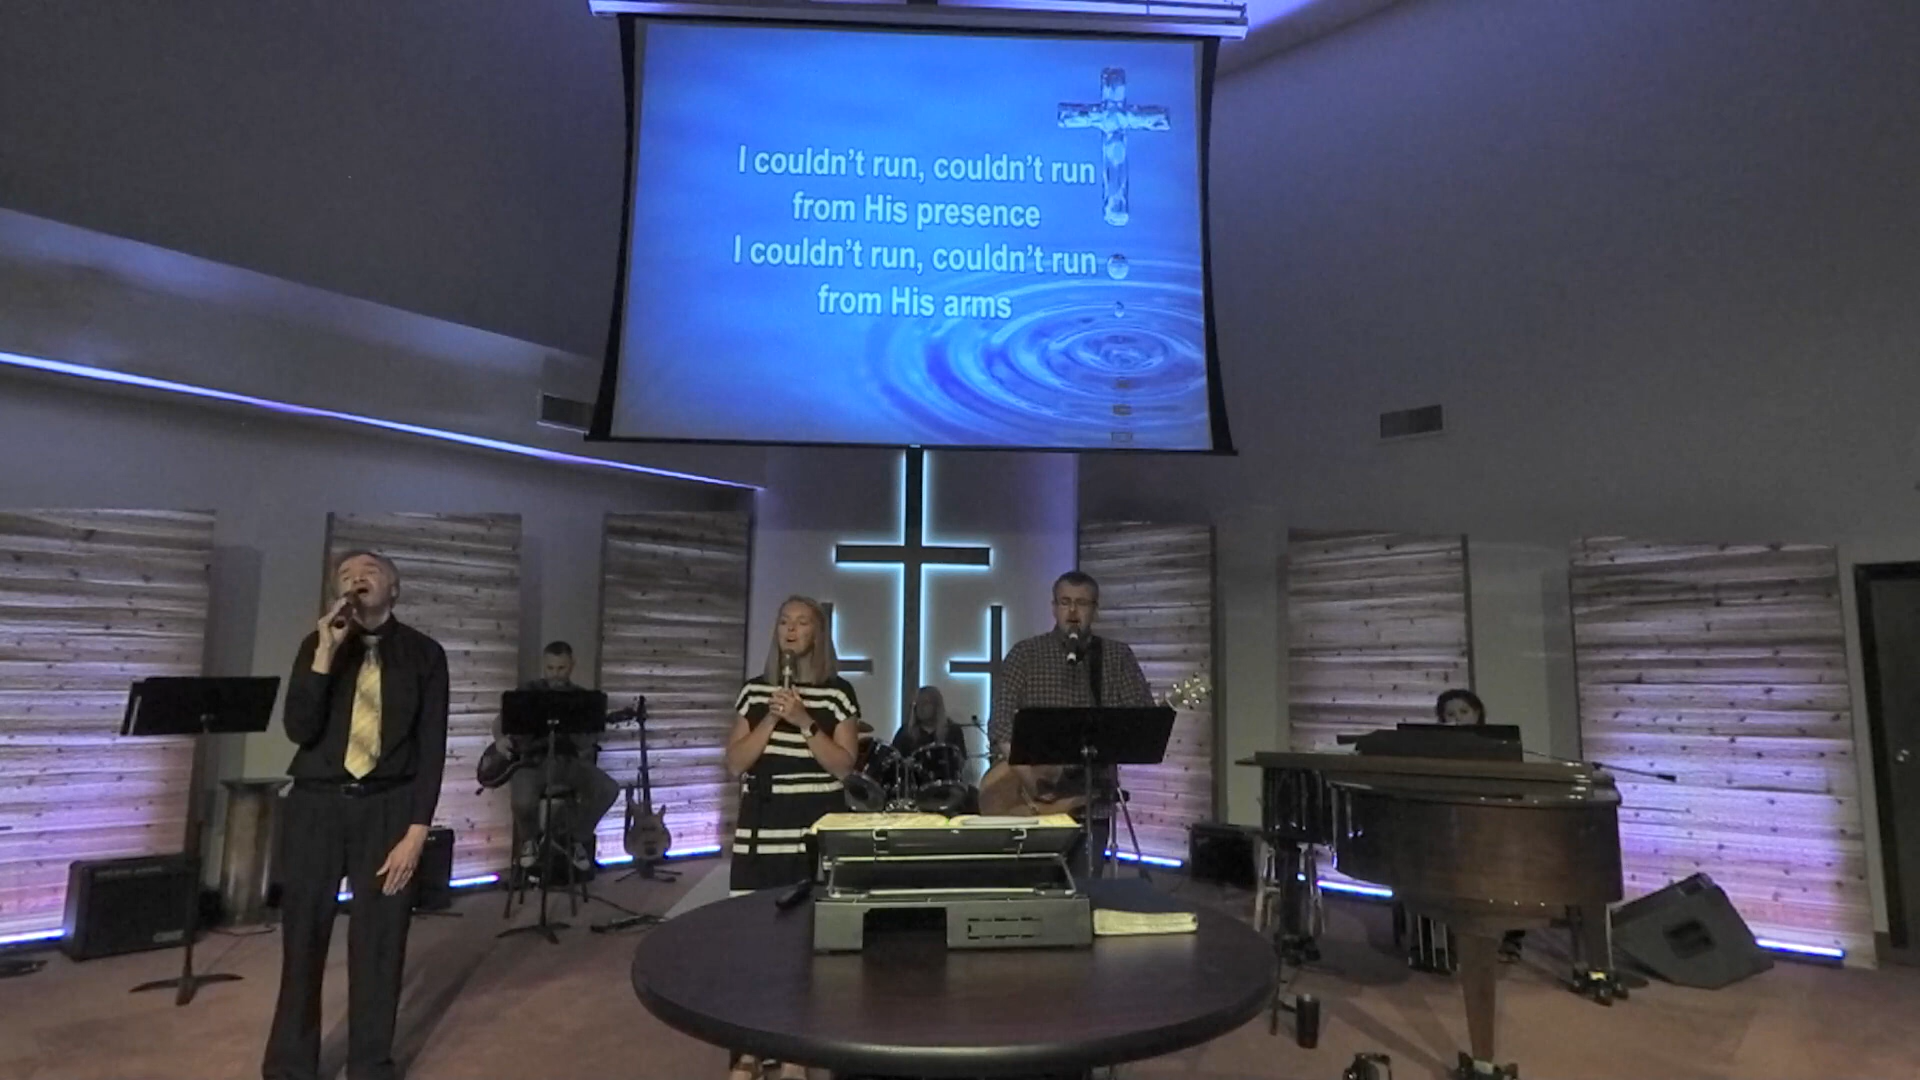 I couldn't run, couldn't run
from His presence
I couldn't run, couldn't run
from His arms